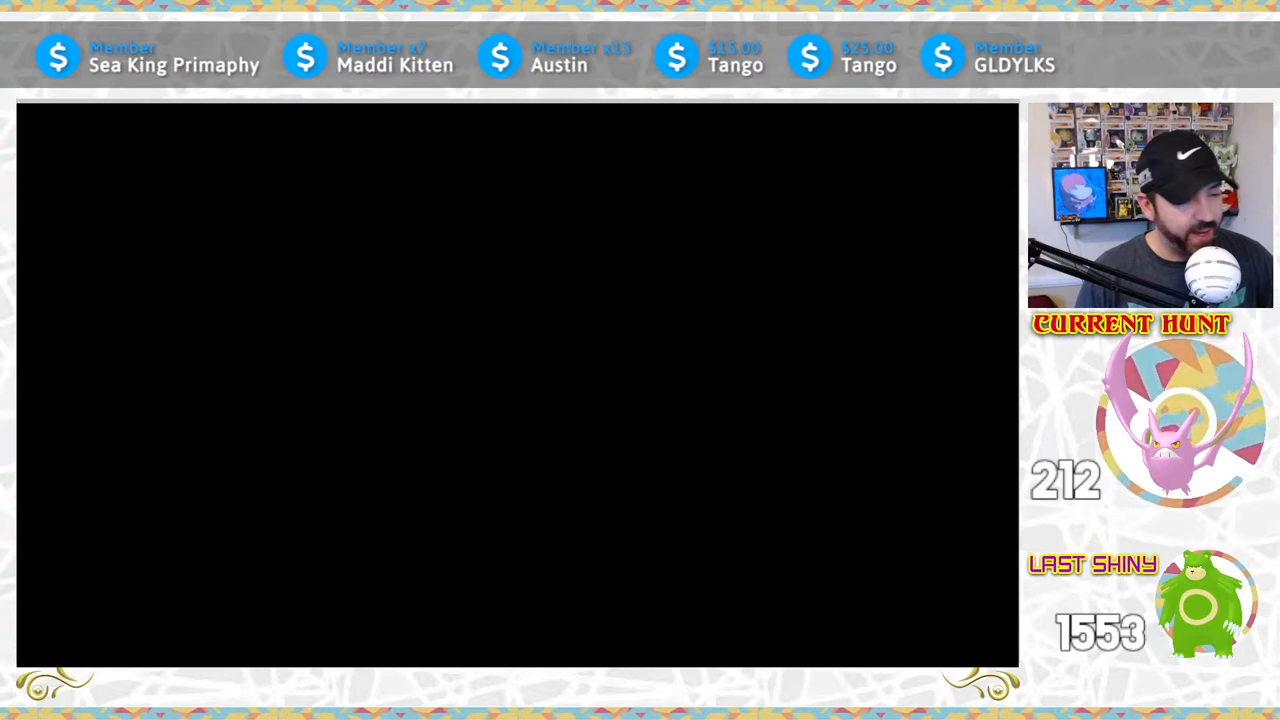 Member
Sea King Primaphy
Member x7
Maddi Kitten
Member x13
Austin
$15.00
Tango
$25.00
Tango
Member
GLDYLKS
CURRENT HUNT
212
LAST SHINY
1553